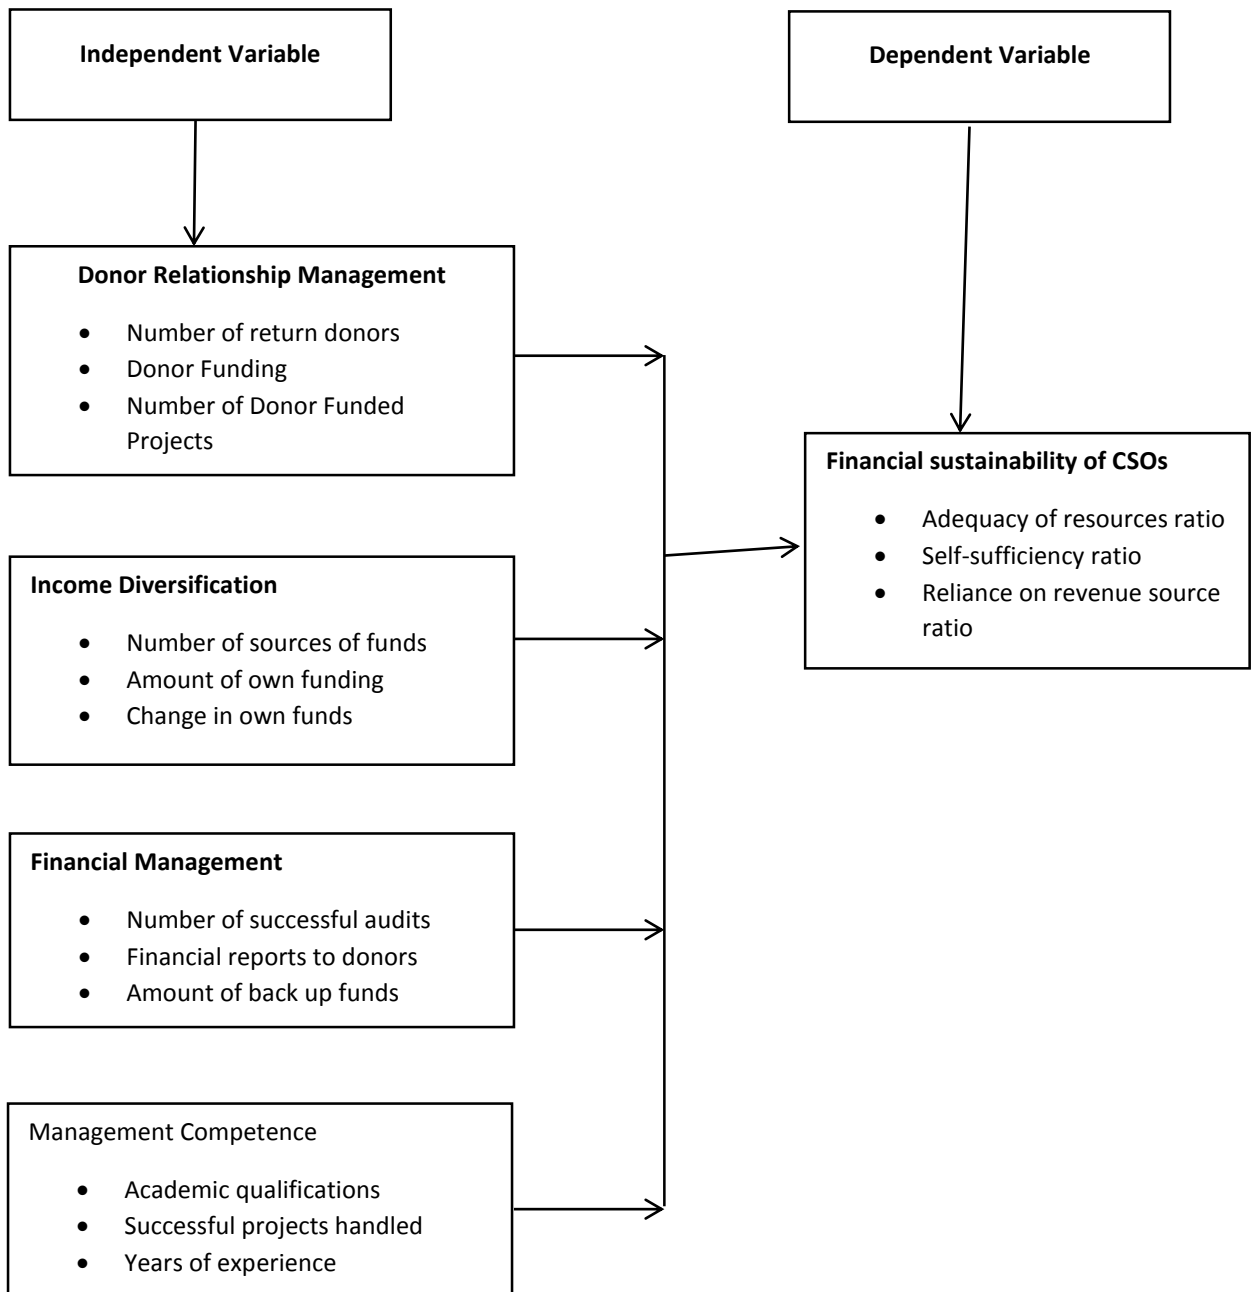 Independent Variable
Dependent Variable
Donor Relationship Management
• Number of return donors
• Donor Funding
• Number of Donor Funded
Projects
Financial sustainability of CSOs
• Adequacy of resources ratio
• Self-sufficiency ratio
• Reliance on revenue source
ratio
Income Diversification
• Number of sources of funds
• Amount of own funding
• Change in own funds
Financial Management
• Number of successful audits
• Financial reports to donors
• Amount of back up funds
Management Competence
• Academic qualifications
• Successful projects handled
• Years of experience